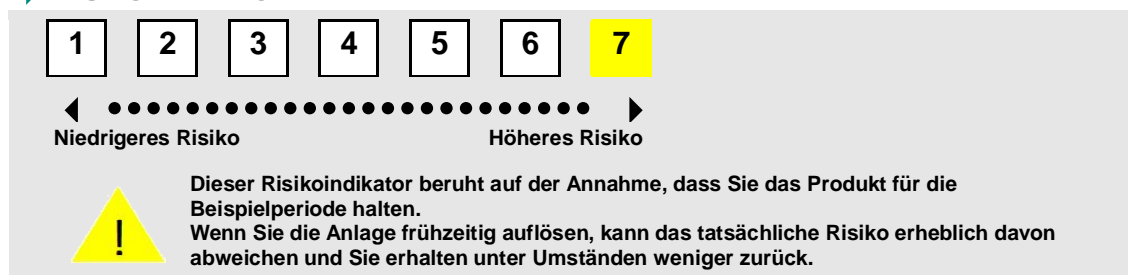 1 2 3 4 5 6 7
Niedrigeres Risiko Höheres Risiko
Dieser Risikoindikator beruht auf der Annahme, dass Sie das Produkt für die
Beispielperiode halten.
Wenn Sie die Anlage frühzeitig auflösen, kann das tatsächliche Risiko erheblich davon
abweichen und Sie erhalten unter Umständen weniger zurück.
!